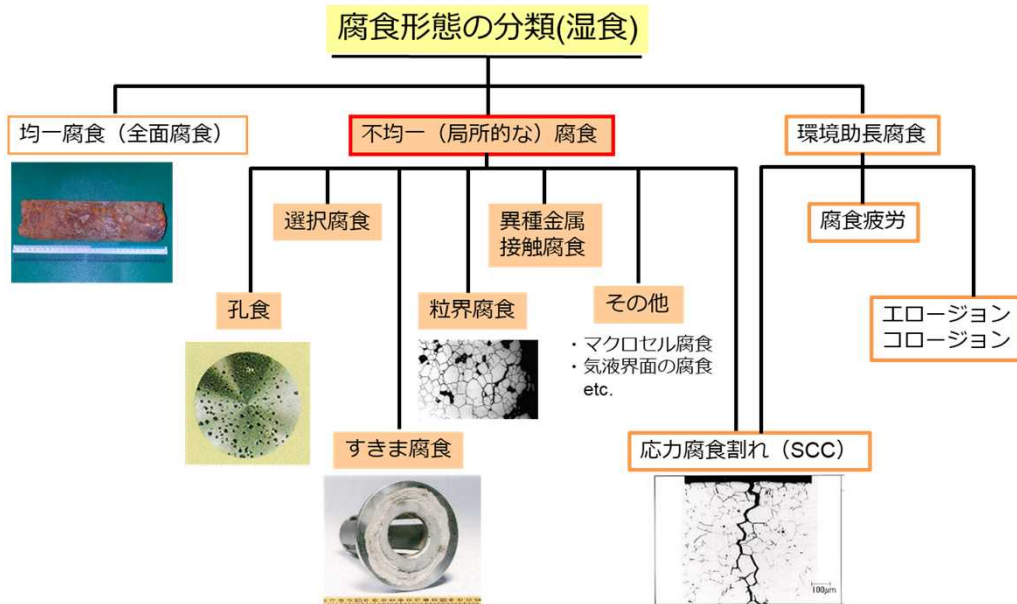 腐食形態の分類(湿食)
均一腐食（全面腐食）
不均一（局所的な）腐食
環境助長腐食
選択腐食
異種金属
接触腐食
腐食疲労
孔食
粒界腐食
その他
エロージョン
コロージョン
・マクロセル腐食
・気液界面の腐食
etc.
すきま腐食
応力腐食割れ（SCC）
100μm